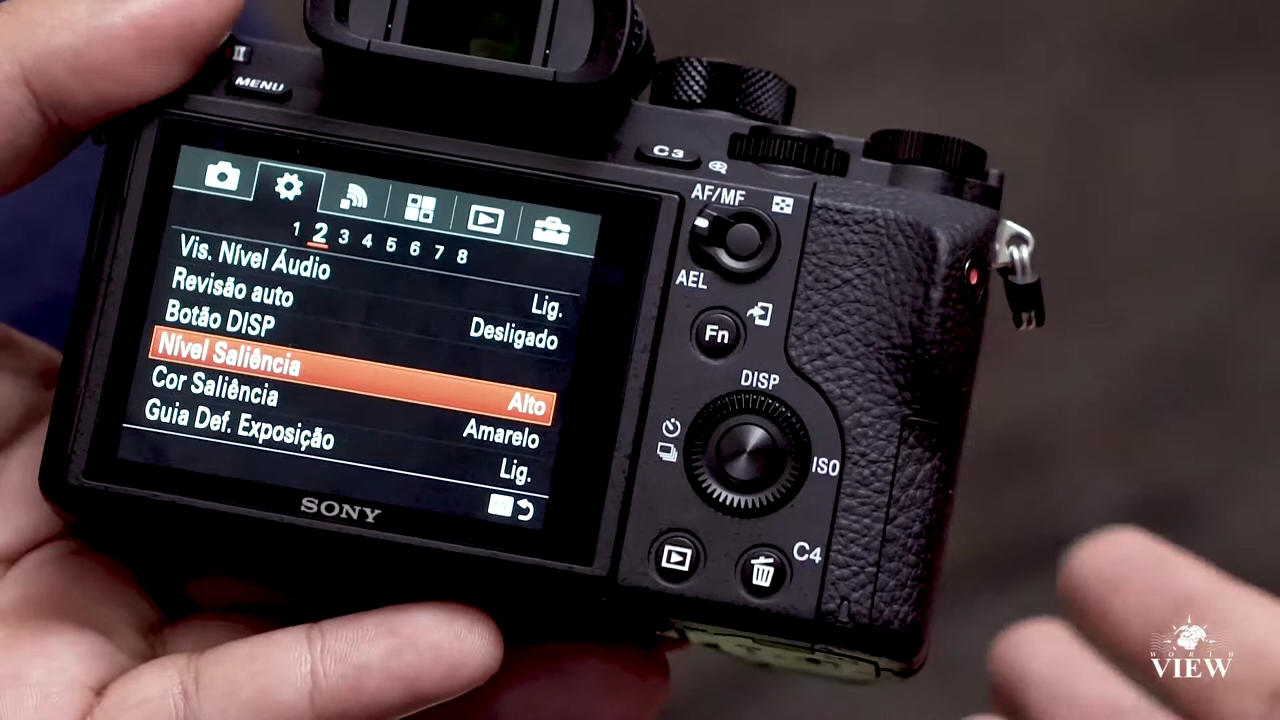 MENU
C3
AF/MF
AEL
Fn
DISP
ISO
C4
1 2 3 4 5 6 7 8
Vis. Nível Áudio Lig.
Revisão auto Desligado
Botão DISP
Nível Saliência Alto
Cor Saliência Amarelo
Guia Def. Exposição Lig.
SONY
WORLD
VIEW